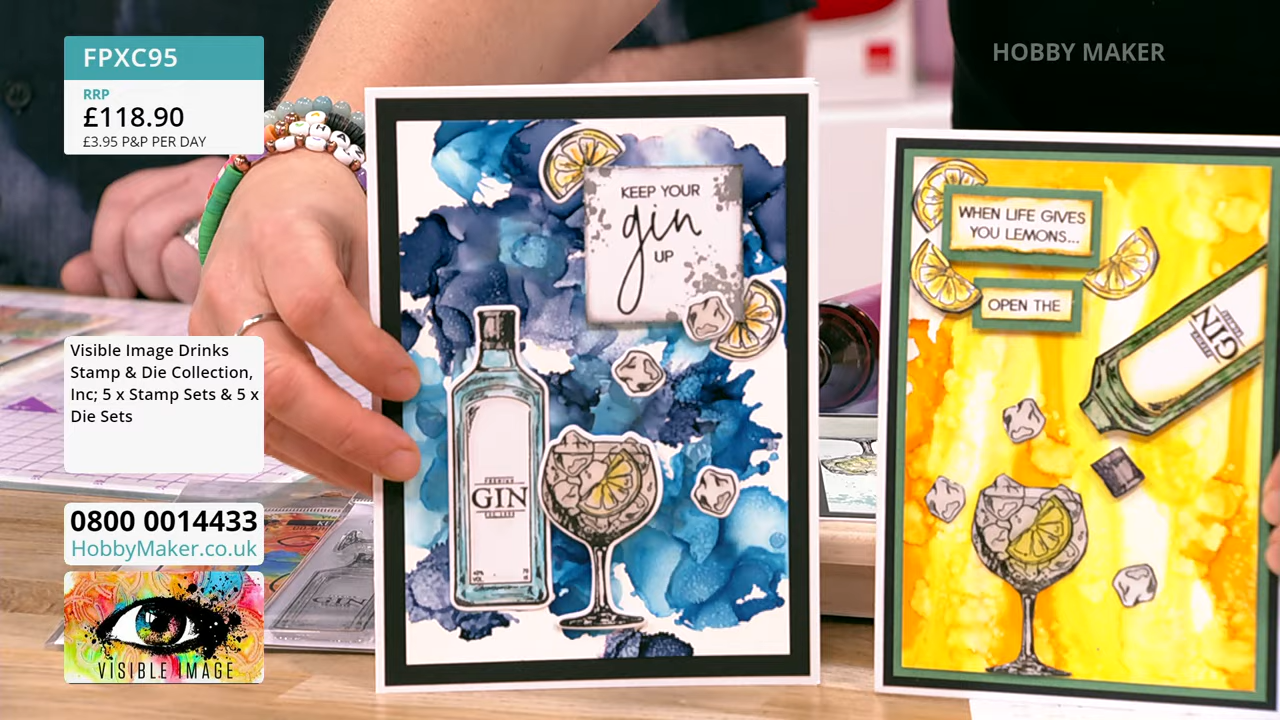 FPXC95
RRP
£118.90
£3.95 P&P PER DAY
Visible Image Drinks
Stamp & Die Collection,
Inc; 5 x Stamp Sets & 5 x
Die Sets
0800 0014433
HobbyMaker.co.uk
VISIBLE IMAGE
HOBBY MAKER
KEEP YOUR
gin
UP
PREMIUM
GIN
WHEN LIFE GIVES
YOU LEMONS...
OPEN THE
GIN
GIN